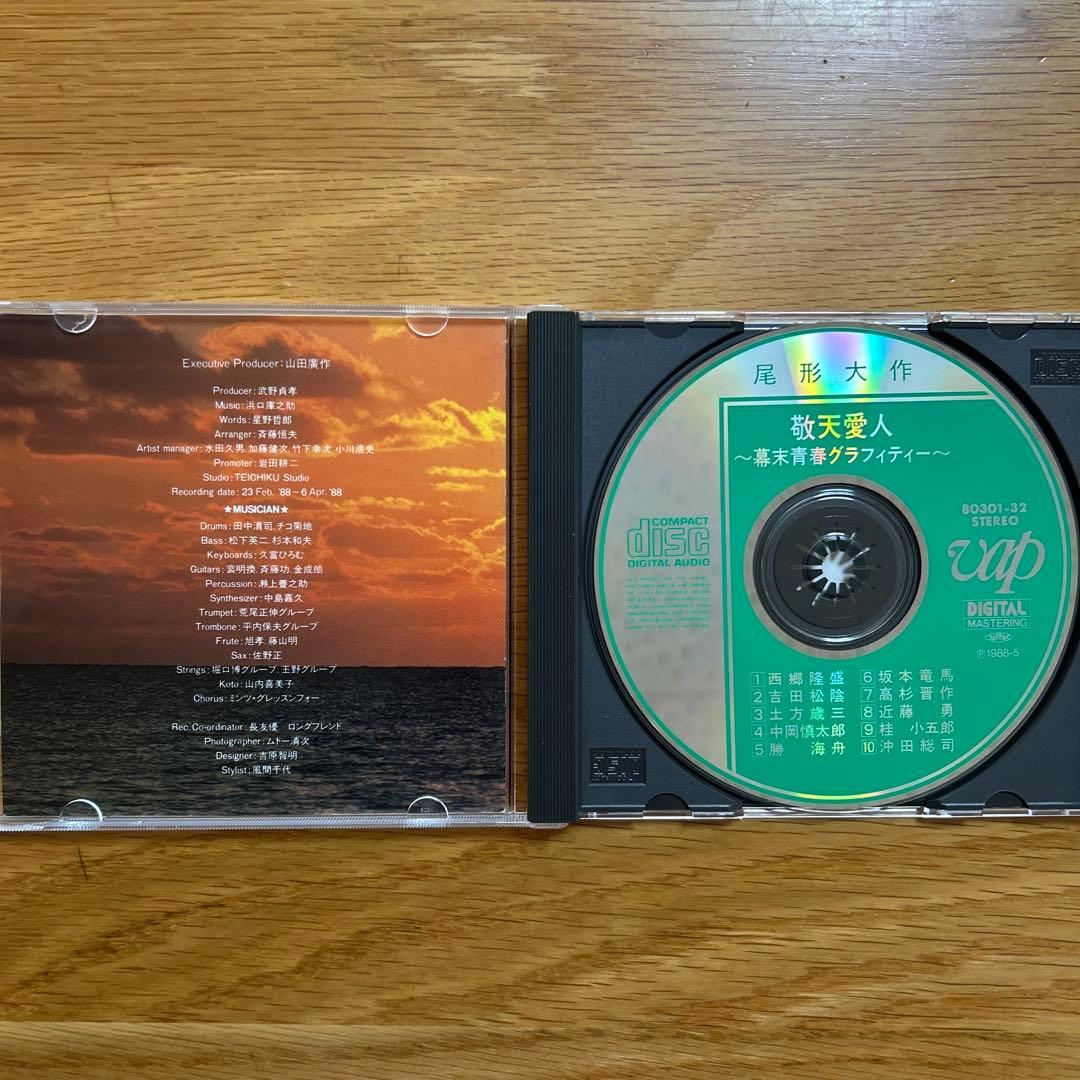 Executive Producer:山田廣作
Producer:武野貞孝
Music:浜口庫之助
Words:星野哲郎
Arranger:斉藤恒夫
Artist manager:水田久男,加藤健次,竹下幸次,小川浩史
Promoter:岩田耕二
Studio:TEICHIKU Studio
Recording date:23 Feb. '88~6 Apr. '88
★MUSICIAN★
Drums:田中清司,チコ菊地
Bass:松下英二,杉本和夫
Keyboards:久富ひろむ
Guitars:袁明換,斉藤功,金成皓
Percussion:瀬上養之助
Synthesizer:中島嘉久
Trumpet:荒尾正伸グループ
Trombone:平内保夫グループ
Frute:旭孝,藤山明
Sax:佐野正
Strings:堀口博グループ,玉野グループ
Koto:山内喜美子
Chorus:ミンツ・グレッスンフォー
Rec. Co-ordinator:長友優 ロングフレンド
Photographer:ムトー清次
Designer:吉原智明
Stylist:風間千代
尾形大作
敬天愛人
~幕末青春グラフィティー~
80301-32
STEREO
COMPACT
disc
DIGITAL AUDIO
vap
DIGITAL
MASTERING
Ⓟ1988-5
1 西郷隆盛
2 吉田松陰
3 土方歳三
4 中岡慎太郎
5 勝 海舟
6 坂本竜馬
7 高杉晋作
8 近藤 勇
9 桂 小五郎
10 沖田総司